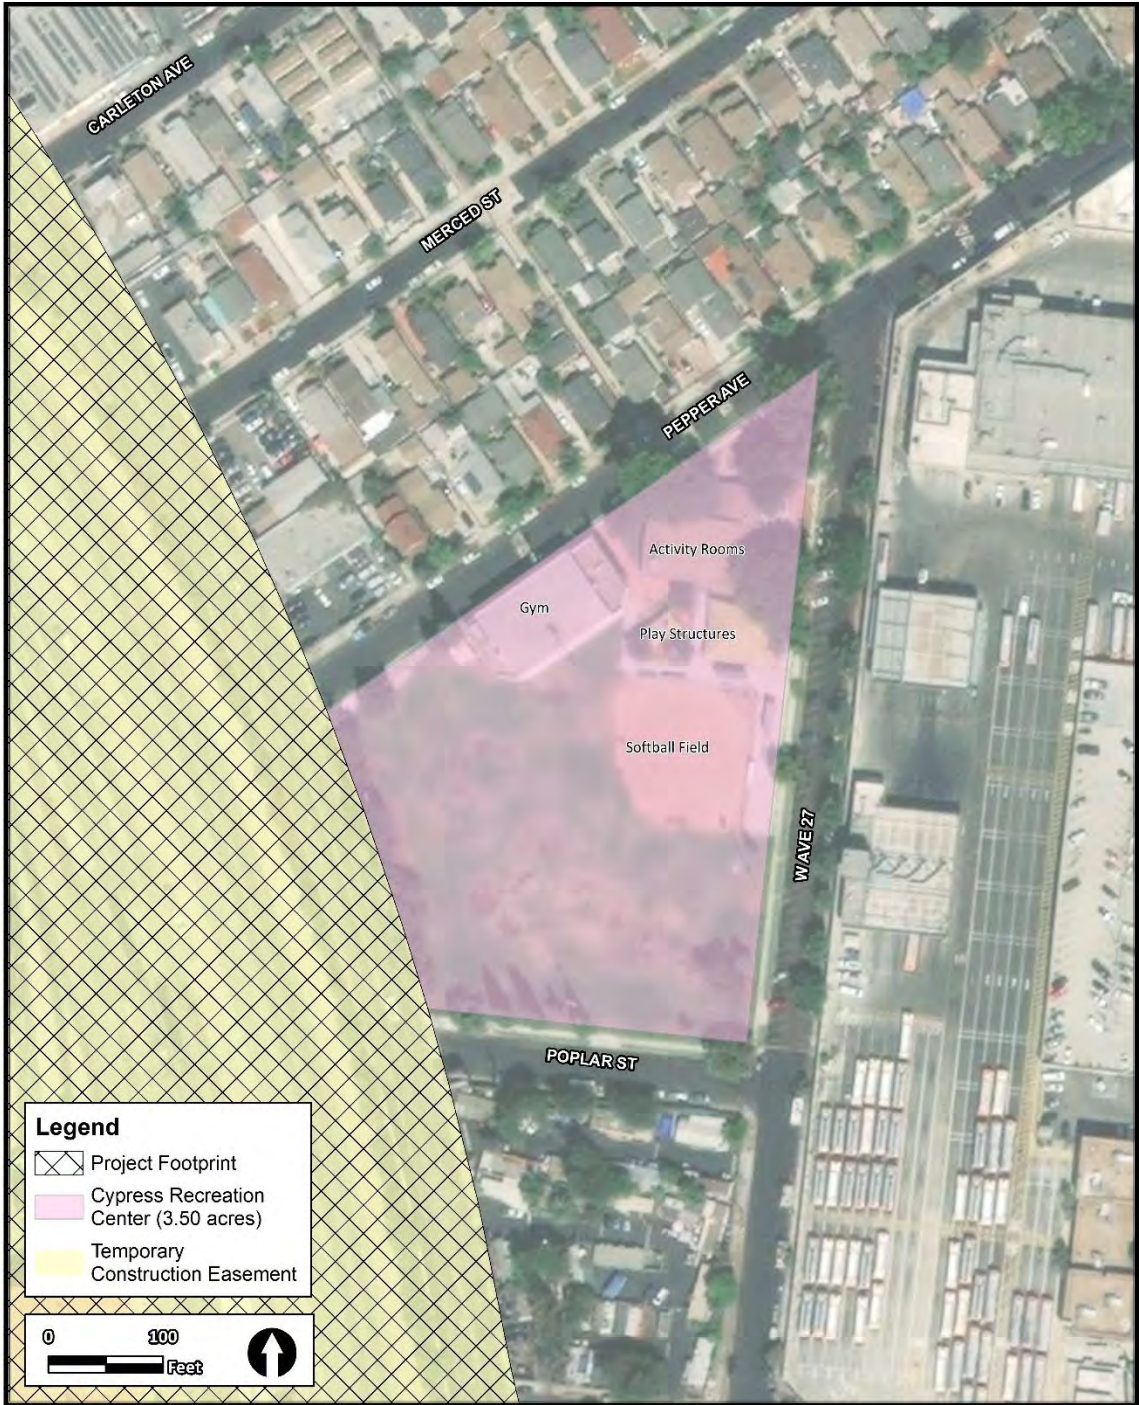 CARLETON AVE
MERCED ST
PEPPER AVE
Activity Rooms
Gym
Play Structures
Softball Field
W AVE 27
POPLAR ST
Legend
Project Footprint
Cypress Recreation
Center (3.50 acres)
Temporary
Construction Easement
0 100
Feet